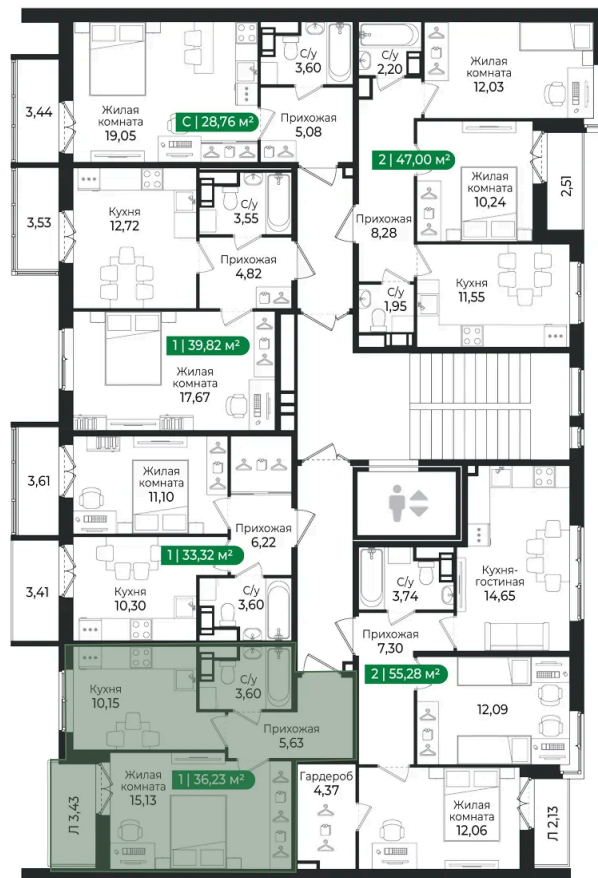 3,44
Жилая
комната
19,05
С | 28,76 м²
С/у
3,60
Прихожая
5,08
С/у
2,20
Жилая
комната
12,03
2 | 47,00 м²
Жилая
комната
10,24
2,51
3,53
Кухня
12,72
С/у
3,55
Прихожая
4,82
Прихожая
8,28
С/у
1,95
Кухня
11,55
1 | 39,82 м²
Жилая
комната
17,67
3,61
Жилая
комната
11,10
Прихожая
6,22
1 | 33,32 м²
3,41
Кухня
10,30
С/у
3,60
С/у
3,74
Кухня-
гостиная
14,65
Прихожая
7,30
2 | 55,28 м²
12,09
Кухня
10,15
С/у
3,60
Прихожая
5,63
Л 3,43
Жилая
комната
15,13
1 | 36,23 м²
Гардероб
4,37
Жилая
комната
12,06
Л 2,13